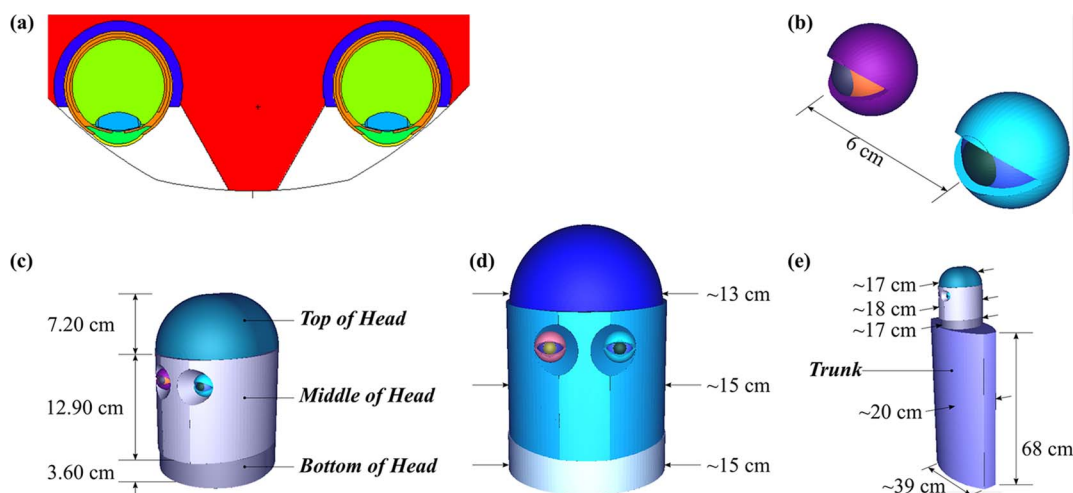 (a)
(b)
6 cm
(c)
7.20 cm
12.90 cm
3.60 cm
Top of Head
Middle of Head
Bottom of Head
(d)
~13 cm
~15 cm
~15 cm
(e)
~17 cm
~18 cm
~17 cm
Trunk
~20 cm
68 cm
~39 cm